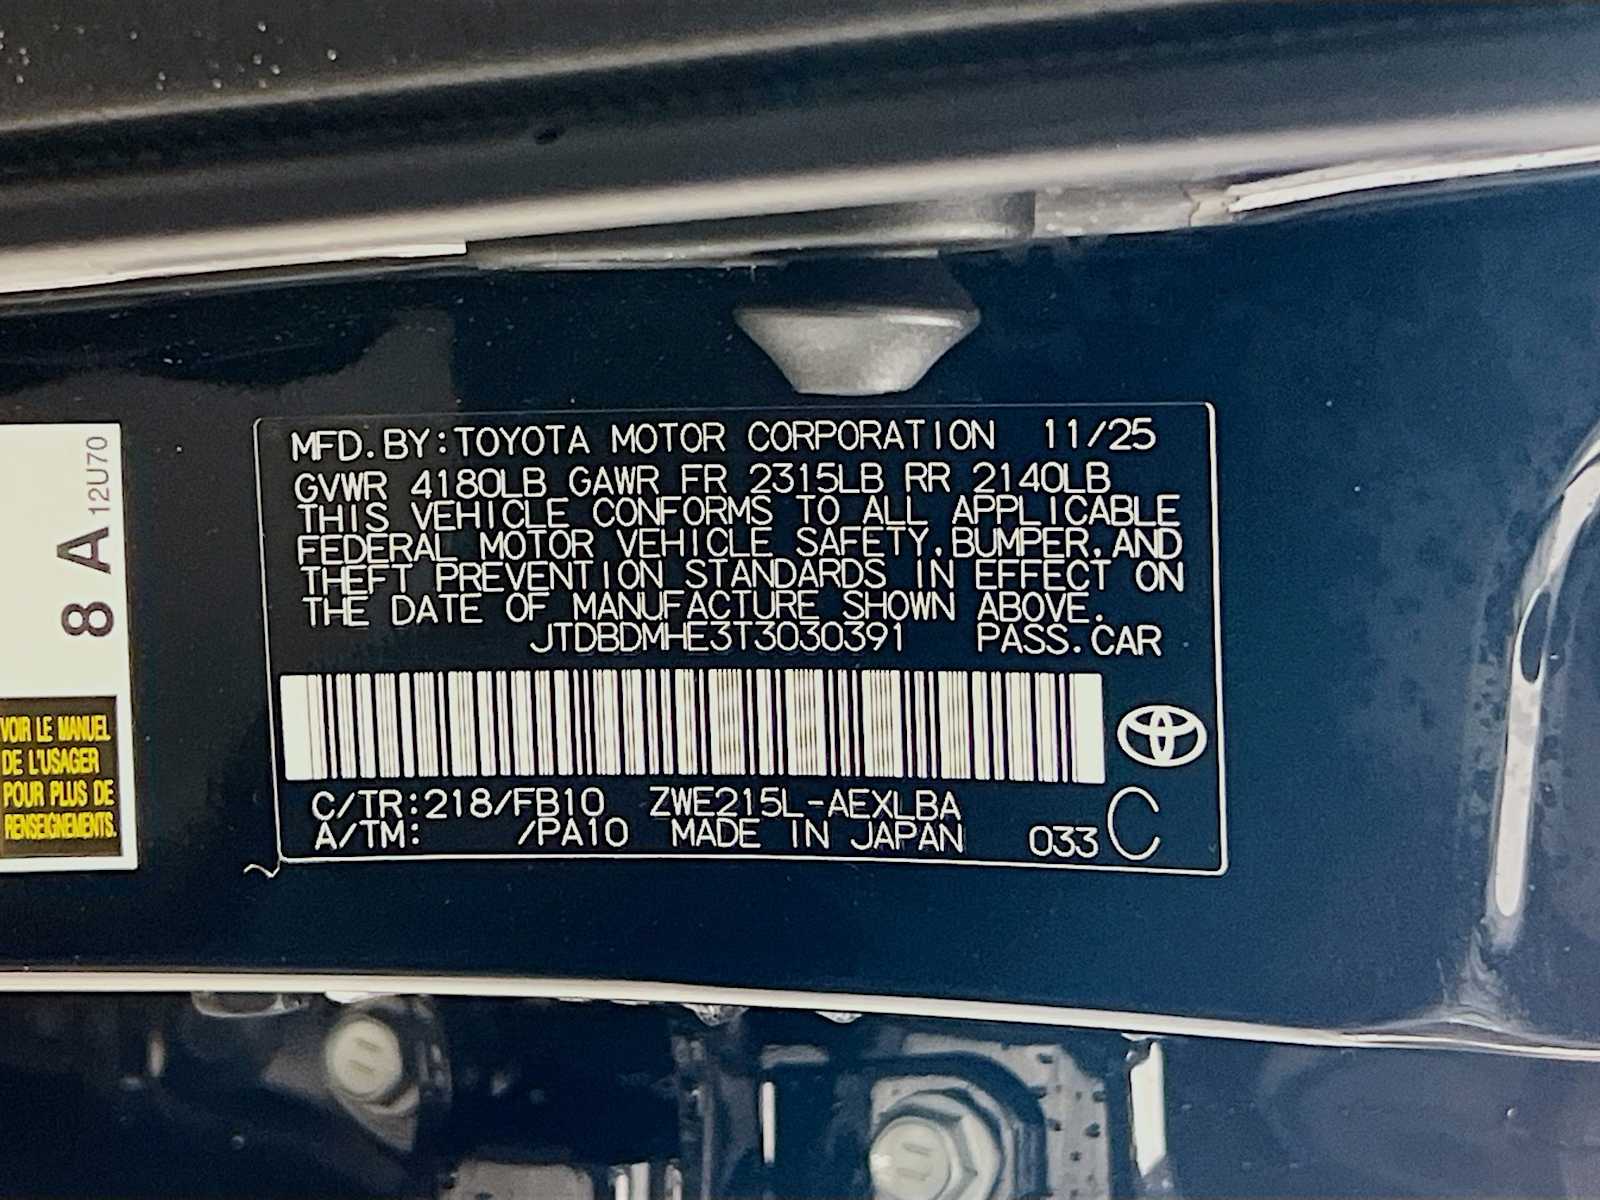 MFD.BY:TOYOTA MOTOR CORPORATION 11/25
GVWR 4180LB GAWR FR 2315LB RR 2140LB
THIS VEHICLE CONFORMS TO ALL APPLICABLE
FEDERAL MOTOR VEHICLE SAFETY,BUMPER,AND
THEFT PREVENTION STANDARDS IN EFFECT ON
THE DATE OF MANUFACTURE SHOWN ABOVE.
JTDBDMHE3T3030391 PASS.CAR
C/TR:218/FB10 ZWE215L-AEXLBA
A/TM: /PA10 MADE IN JAPAN 033 C
8 A 12U70
VOIR LE MANUEL
DE L'USAGER
POUR PLUS DE
RENSEIGNEMENTS.